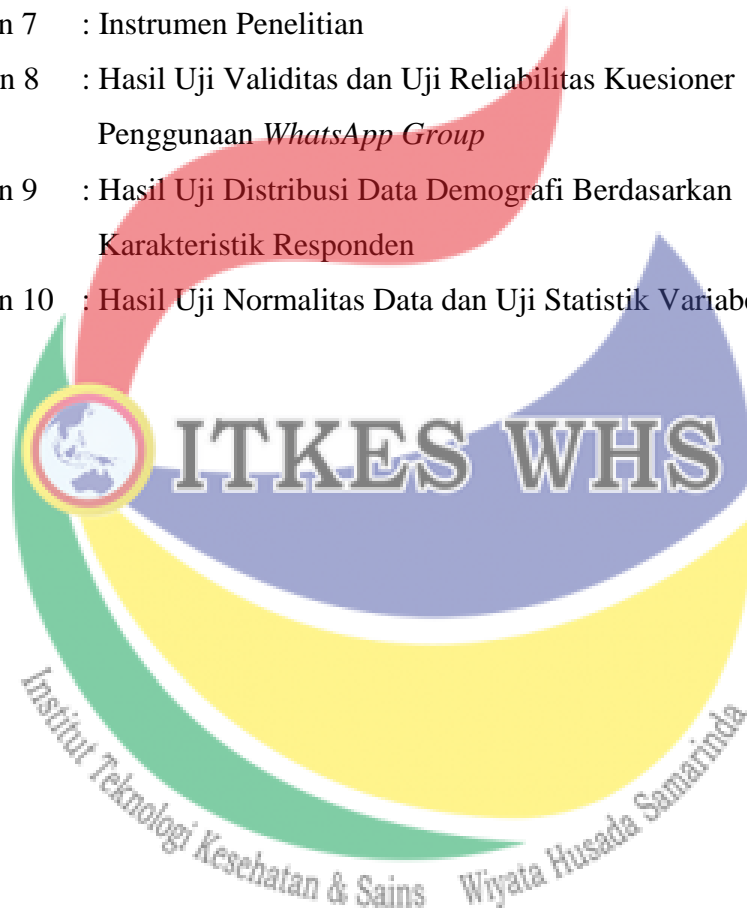 n 7 : Instrumen Penelitian
n 8 : Hasil Uji Validitas dan Uji Reliabilitas Kuesioner
Penggunaan WhatsApp Group
n 9 : Hasil Uji Distribusi Data Demografi Berdasarkan
Karakteristik Responden
n 10 : Hasil Uji Normalitas Data dan Uji Statistik
ITKES WHS
Institut Teknologi Kesehatan & Sains Wiyata Husada Samarinda